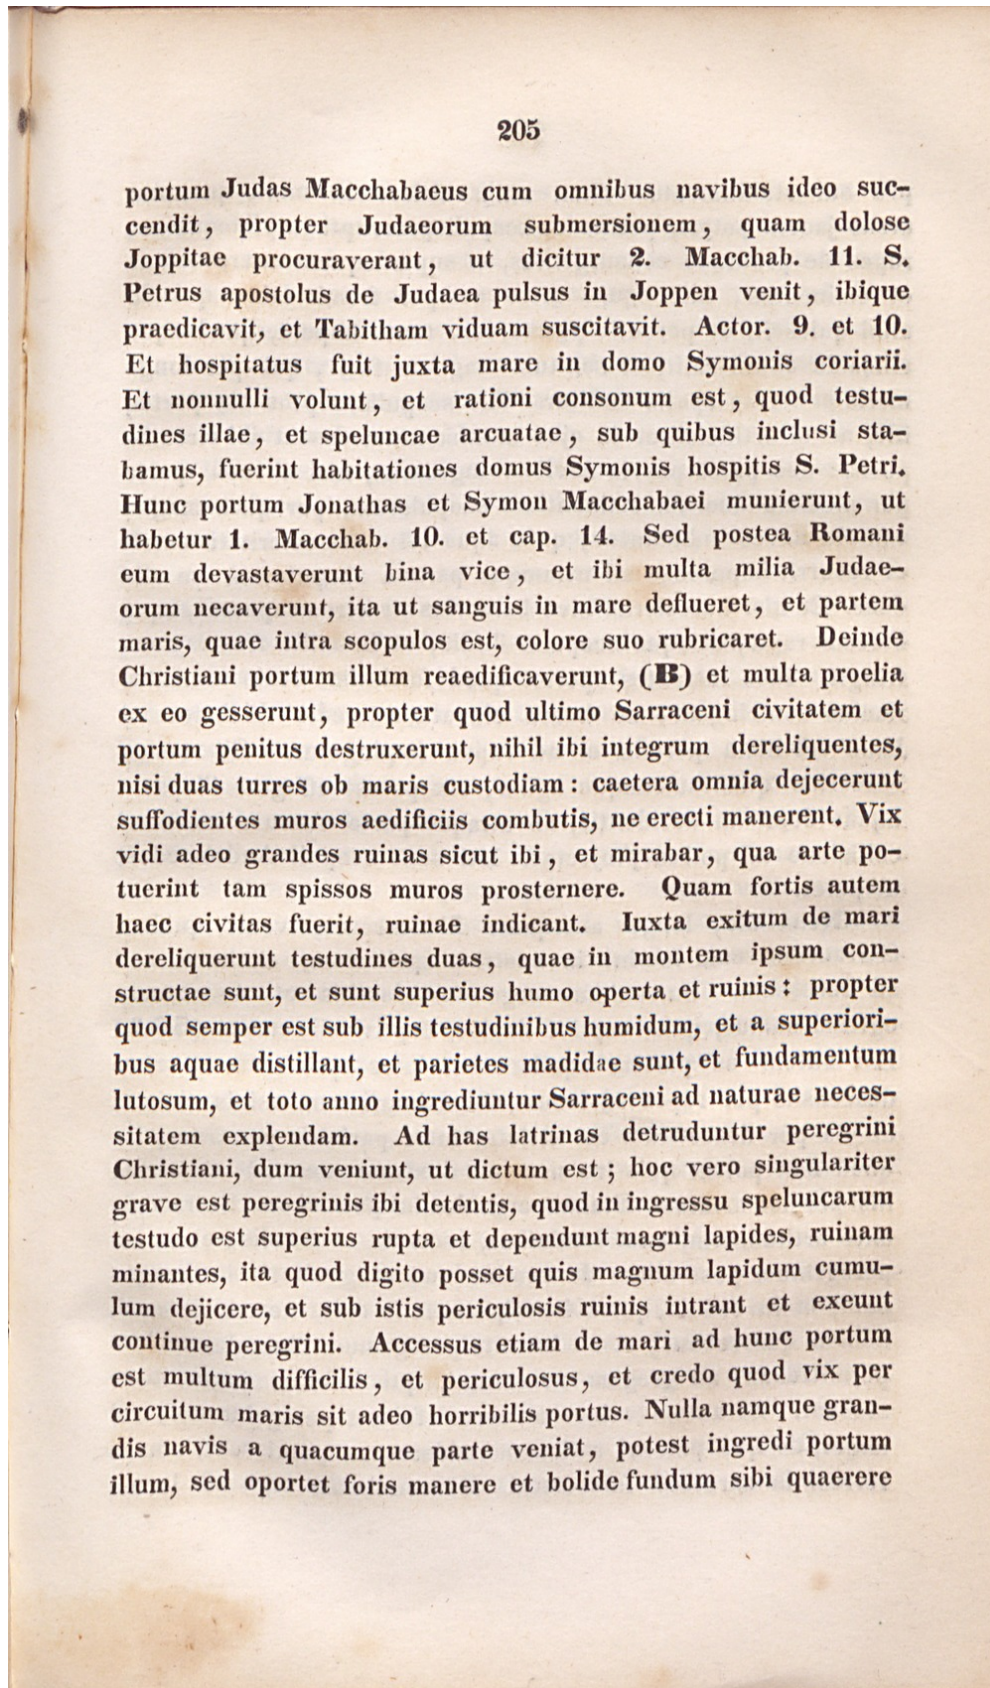 205
portum Judas Macchabaeus cum omnibus navibus ideo suc-
cendit, propter Judaeorum submersionem, quam dolose
Joppitae procuraverant, ut dicitur 2. Macchab. 11. S.
Petrus apostolus de Judaea pulsus in Joppen venit, ibique
praedicavit, et Tabitham viduam suscitavit. Actor. 9. et 10.
Et hospitatus fuit juxta mare in domo Symonis coriarii.
Et nonnulli volunt, et rationi consonum est, quod testu-
dines illae, et speluncae arcuatae, sub quibus inclusi sta-
bamus, fuerint habitationes domus Symonis hospitis S. Petri.
Hunc portum Jonathas et Symon Macchabaei munierunt, ut
habetur 1. Macchab. 10. et cap. 14. Sed postea Romani
eum devastaverunt bina vice, et ibi multa milia Judae-
orum necaverunt, ita ut sanguis in mare deflueret, et partem
maris, quae intra scopulos est, colore suo rubricaret. Deinde
Christiani portum illum reaedificaverunt, (B) et multa proelia
ex eo gesserunt, propter quod ultimo Sarraceni civitatem et
portum penitus destruxerunt, nihil ibi integrum dereliquentes,
nisi duas turres ob maris custodiam: caetera omnia dejecerunt
suffodientes muros aedificiis combutis, ne erecti manerent. Vix
vidi adeo grandes ruinas sicut ibi, et mirabar, qua arte po-
tuerint tam spissos muros prosternere. Quam fortis autem
haec civitas fuerit, ruinae indicant. Iuxta exitum de mari
dereliquerunt testudines duas, quae in montem ipsum con-
structae sunt, et sunt superius humo operta et ruinis: propter
quod semper est sub illis testudinibus humidum, et a superiori-
bus aquae distillant, et parietes madidae sunt, et fundamentum
lutosum, et toto anno ingrediuntur Sarraceni ad naturae neces-
sitatem explendam. Ad has latrinas detruduntur peregrini
Christiani, dum veniunt, ut dictum est; hoc vero singulariter
grave est peregrinis ibi detentis, quod in ingressu speluncarum
testudo est superius rupta et dependunt magni lapides, ruinam
minantes, ita quod digito posset quis magnum lapidum cumu-
lum dejicere, et sub istis periculosis ruinis intrant et exeunt
continue peregrini. Accessus etiam de mari ad hunc portum
est multum difficilis, et periculosus, et credo quod vix per
circuitum maris sit adeo horribilis portus. Nulla namque gran-
dis navis a quacumque parte veniat, potest ingredi portum
illum, sed oportet foris manere et bolide fundum sibi quaerere